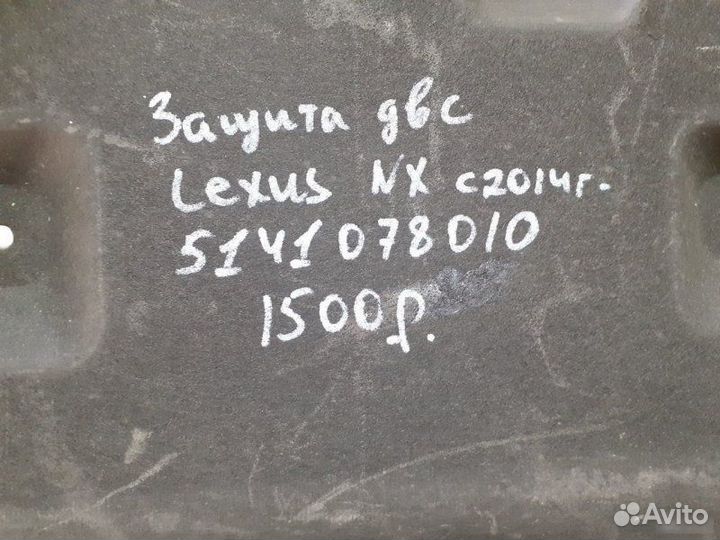 Защита двс
Lexus NX с2014г.
5141078010
1500р.
Avito